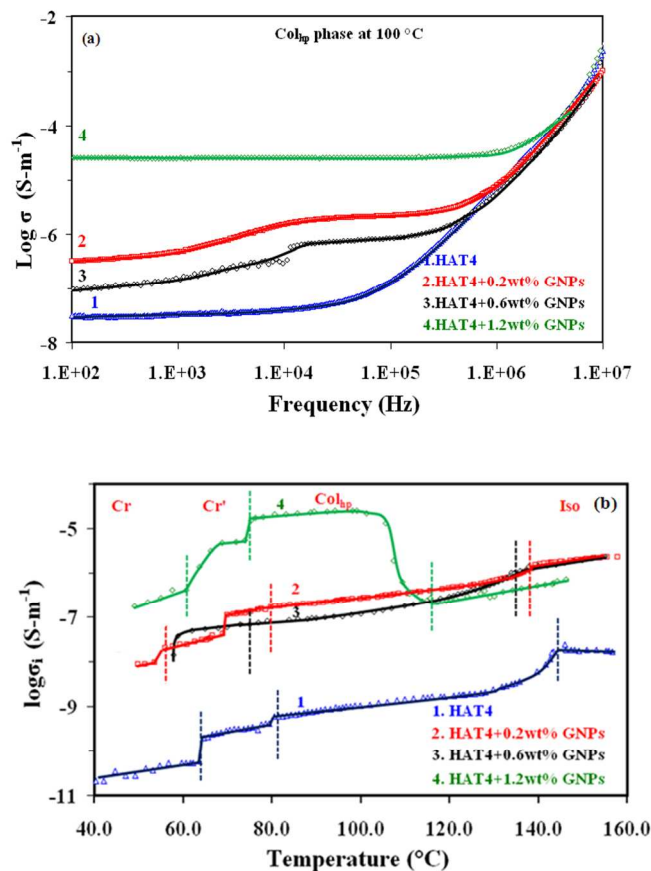 (a)
Col_hp phase at 100 °C
-2
-4
-6
-8
Log σ (S-m⁻¹)
4
2
3
1
1.HAT4
2.HAT4+0.2wt% GNPs
3.HAT4+0.6wt% GNPs
4.HAT4+1.2wt% GNPs
1.E+02 1.E+03 1.E+04 1.E+05 1.E+06 1.E+07
Frequency (Hz)
Cr Cr' Col_hp Iso (b)
4
-5
-7
-9
-11
logσ_i (S-m⁻¹)
2
3
1
1. HAT4
2. HAT4+0.2wt% GNPs
3. HAT4+0.6wt% GNPs
4. HAT4+1.2wt% GNPs
40.0 60.0 80.0 100.0 120.0 140.0 160.0
Temperature (°C)